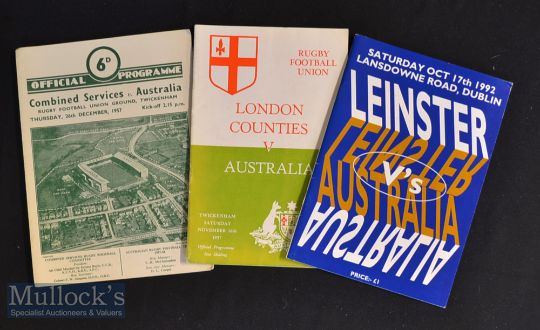 6D
OFFICIAL PROGRAMME
Combined Services v. Australia
RUGBY FOOTBALL UNION GROUND, TWICKENHAM
THURSDAY, 26th DECEMBER, 1957 Kick-off 2.15 p.m.
RUGBY
FOOTBALL
UNION
LONDON
COUNTIES
V
AUSTRALIA
TWICKENHAM
SATURDAY
NOVEMBER
1957
Official Programme
SATURDAY OCT 17th 1992
LANSDOWNE ROAD, DUBLIN
LEINSTER
LEINSTER
V's
AUSTRALIA
AUSTRALIA
PRICE:- £1
Mullock's
Specialist Auctioneers & Valuers